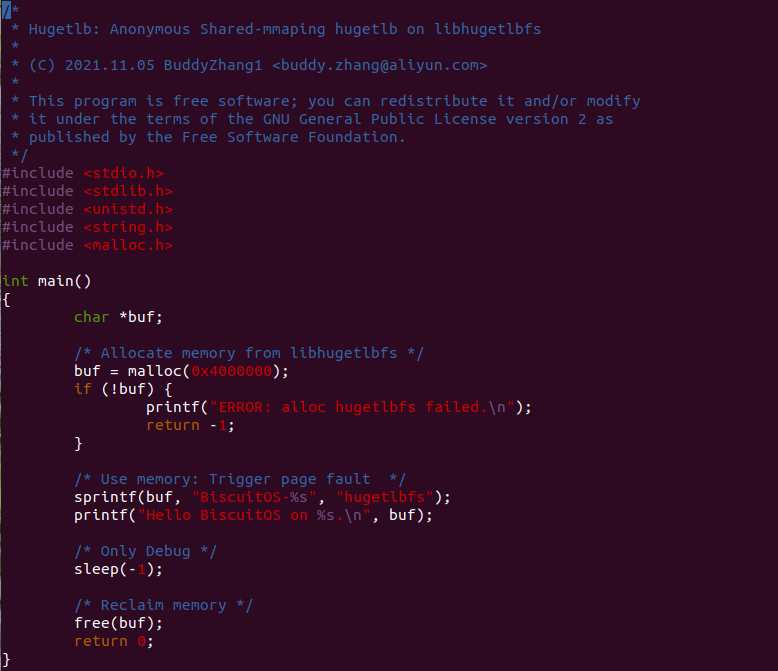 /*
 * Hugetlb: Anonymous Shared-mmaping hugetlb on libhugetlbfs
 *
 * (C) 2021.11.05 BuddyZhang1 <buddy.zhang@aliyun.com>
 *
 * This program is free software; you can redistribute it and/or modify
 * it under the terms of the GNU General Public License version 2 as
 * published by the Free Software Foundation.
 */
#include <stdio.h>
#include <stdlib.h>
#include <unistd.h>
#include <string.h>
#include <malloc.h>

int main()
{
        char *buf;

        /* Allocate memory from libhugetlbfs */
        buf = malloc(0x4000000);
        if (!buf) {
                printf("ERROR: alloc hugetlbfs failed.\n");
                return -1;
        }

        /* Use memory: Trigger page fault  */
        sprintf(buf, "BiscuitOS-%s", "hugetlbfs");
        printf("Hello BiscuitOS on %s.\n", buf);

        /* Only Debug */
        sleep(-1);

        /* Reclaim memory */
        free(buf);
        return 0;
}